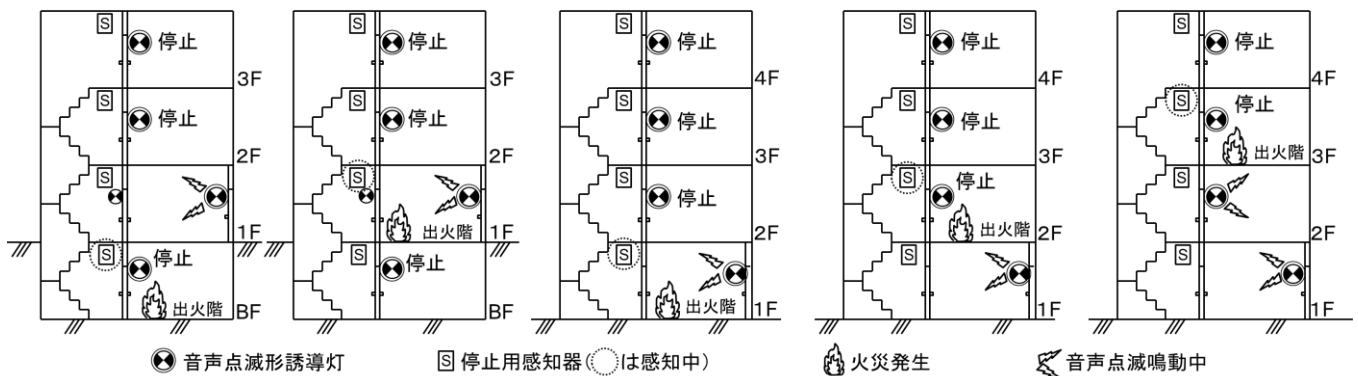 S 停止
3F
S 停止
2F
S
1F
S 停止
出火階 BF
S 停止
3F
S 停止
2F
S
出火階 1F
S 停止
BF
S 停止
4F
S 停止
3F
S 停止
2F
S
出火階 1F
S 停止
4F
S 停止
3F
S 停止
出火階 2F
S
1F
S 停止
4F
S 停止
出火階 3F
S
2F
S
1F
音声点滅形誘導灯
S 停止用感知器(は感知中)
火災発生
音声点滅鳴動中